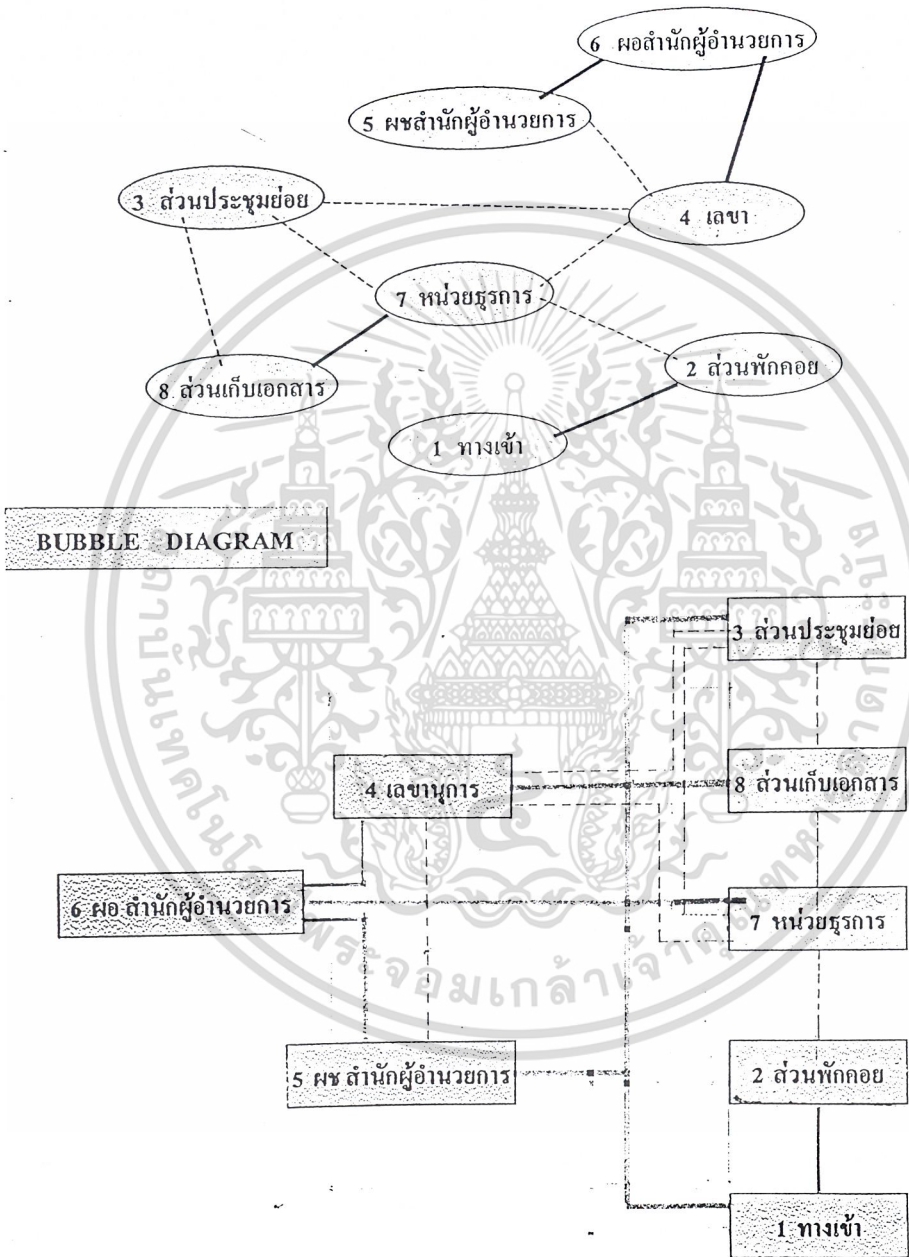 6 ผอสำนักผู้อำนวยการ
5 ผชสำนักผู้อำนวยการ
3 ส่วนประชุมย่อย
4 เลขา
7 หน่วยธุรการ
2 ส่วนพักคอย
8 ส่วนเก็บเอกสาร
1 ทางเข้า
BUBBLE DIAGRAM
3 ส่วนประชุมย่อย
4 เลขานุการ
8 ส่วนเก็บเอกสาร
6 ผอ สำนักผู้อำนวยการ
7 หน่วยธุรการ
5 ผช สำนักผู้อำนวยการ
2 ส่วนพักคอย
1 ทางเข้า